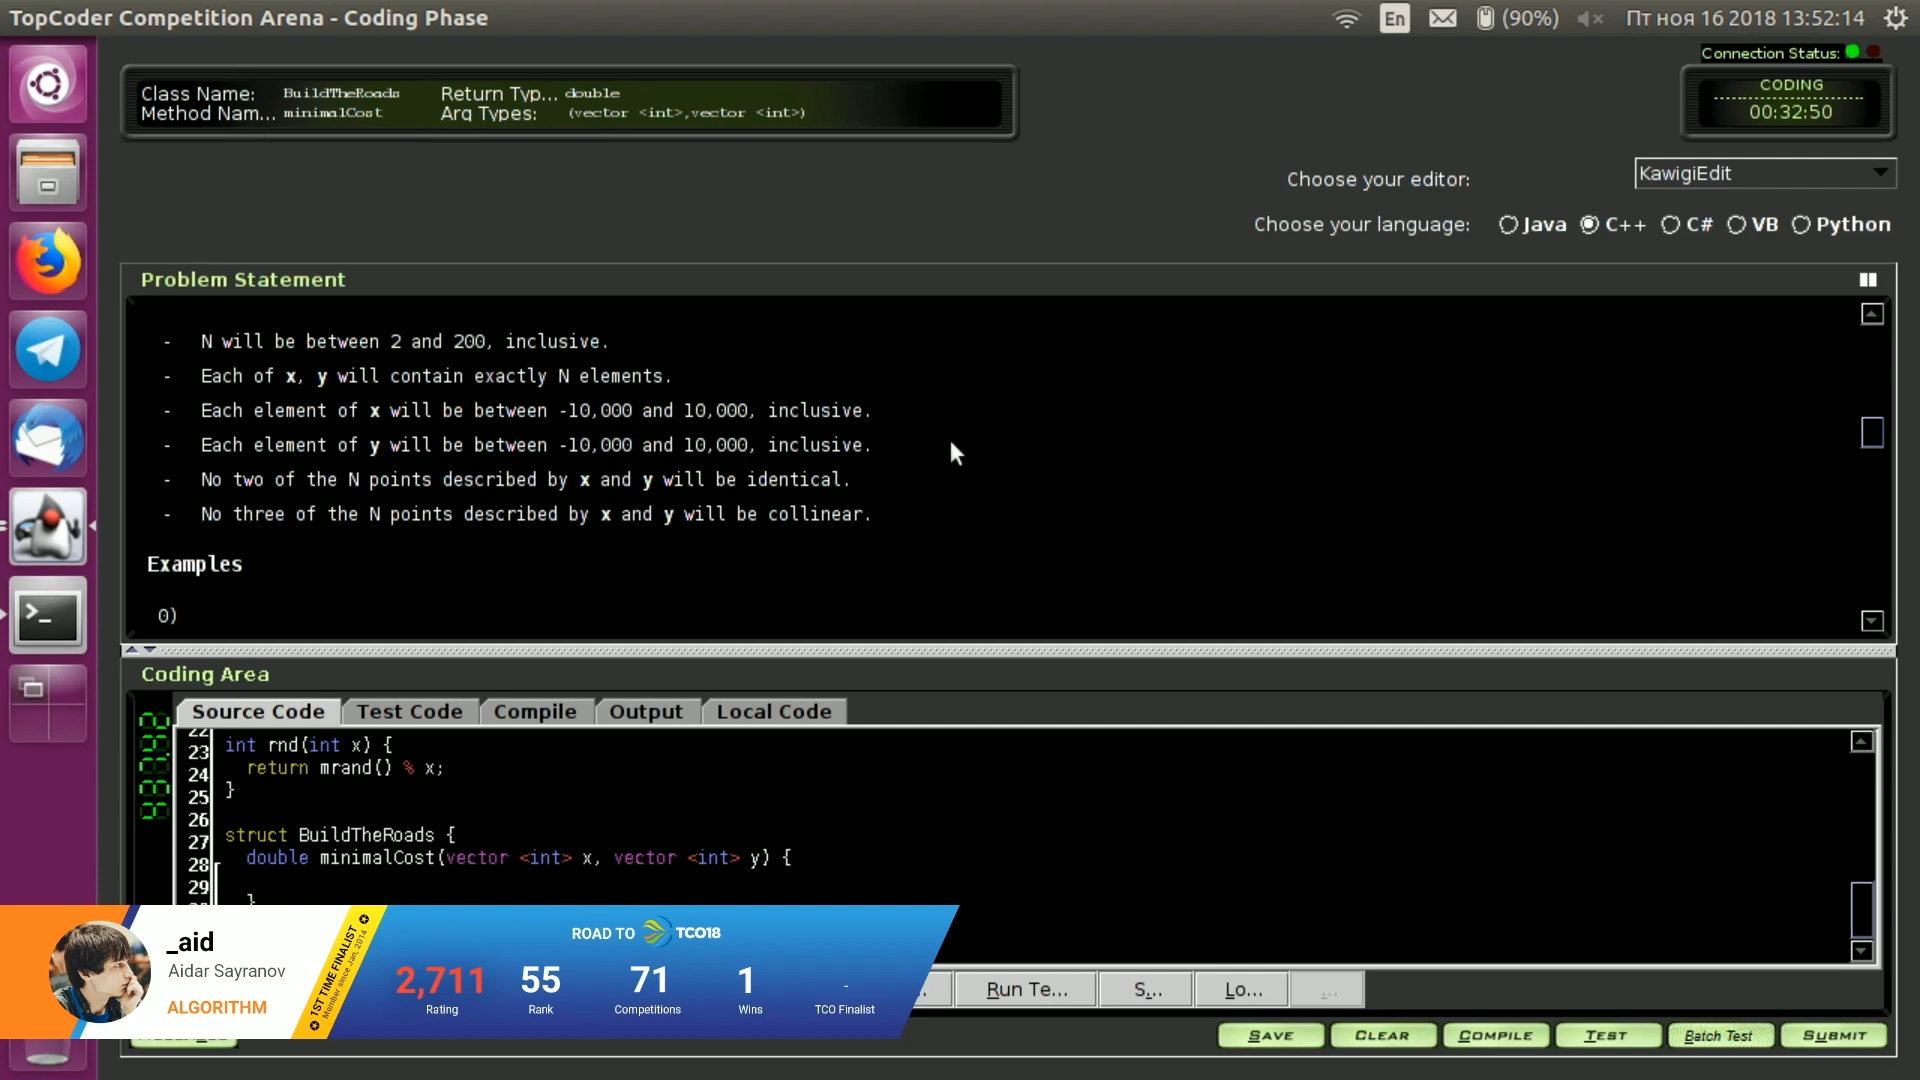 TopCoder Competition Arena - Coding Phase
En
(90%)
Пт ноя 16 2018 13:52:14
Connection Status:
Class Name: BuildTheRoads Return Typ... double
Method Nam... minimalCost Arg Types: (vector <int>,vector <int>)
CODING
00:32:50
Choose your editor:
KawigiEdit
Choose your language: Java C++ C# VB Python
Problem Statement
- N will be between 2 and 200, inclusive.
- Each of x, y will contain exactly N elements.
- Each element of x will be between -10,000 and 10,000, inclusive.
- Each element of y will be between -10,000 and 10,000, inclusive.
- No two of the N points described by x and y will be identical.
- No three of the N points described by x and y will be collinear.
Examples
0)
Coding Area
Source Code Test Code Compile Output Local Code
22
23 int rnd(int x) {
24 return mrand() % x;
25 }
26
27 struct BuildTheRoads {
28 double minimalCost(vector <int> x, vector <int> y) {
29
}
_aid
Aidar Sayranov
ALGORITHM
1ST TIME FINALIST
Member since Jan, 2014
ROAD TO TCO18
2,711 55 71 1 -
Rating Rank Competitions Wins TCO Finalist
Run Te... S... Lo... ...
SAVE CLEAR COMPILE TEST Batch Test SUBMIT